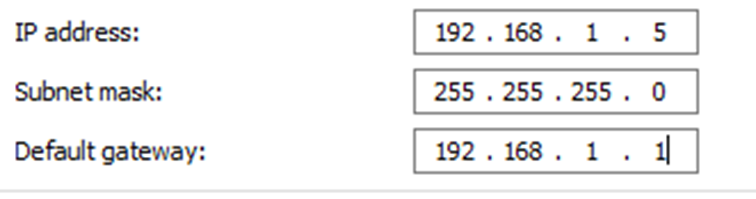 IP address: 192 . 168 . 1 . 5
Subnet mask: 255 . 255 . 255 . 0
Default gateway: 192 . 168 . 1 . 1